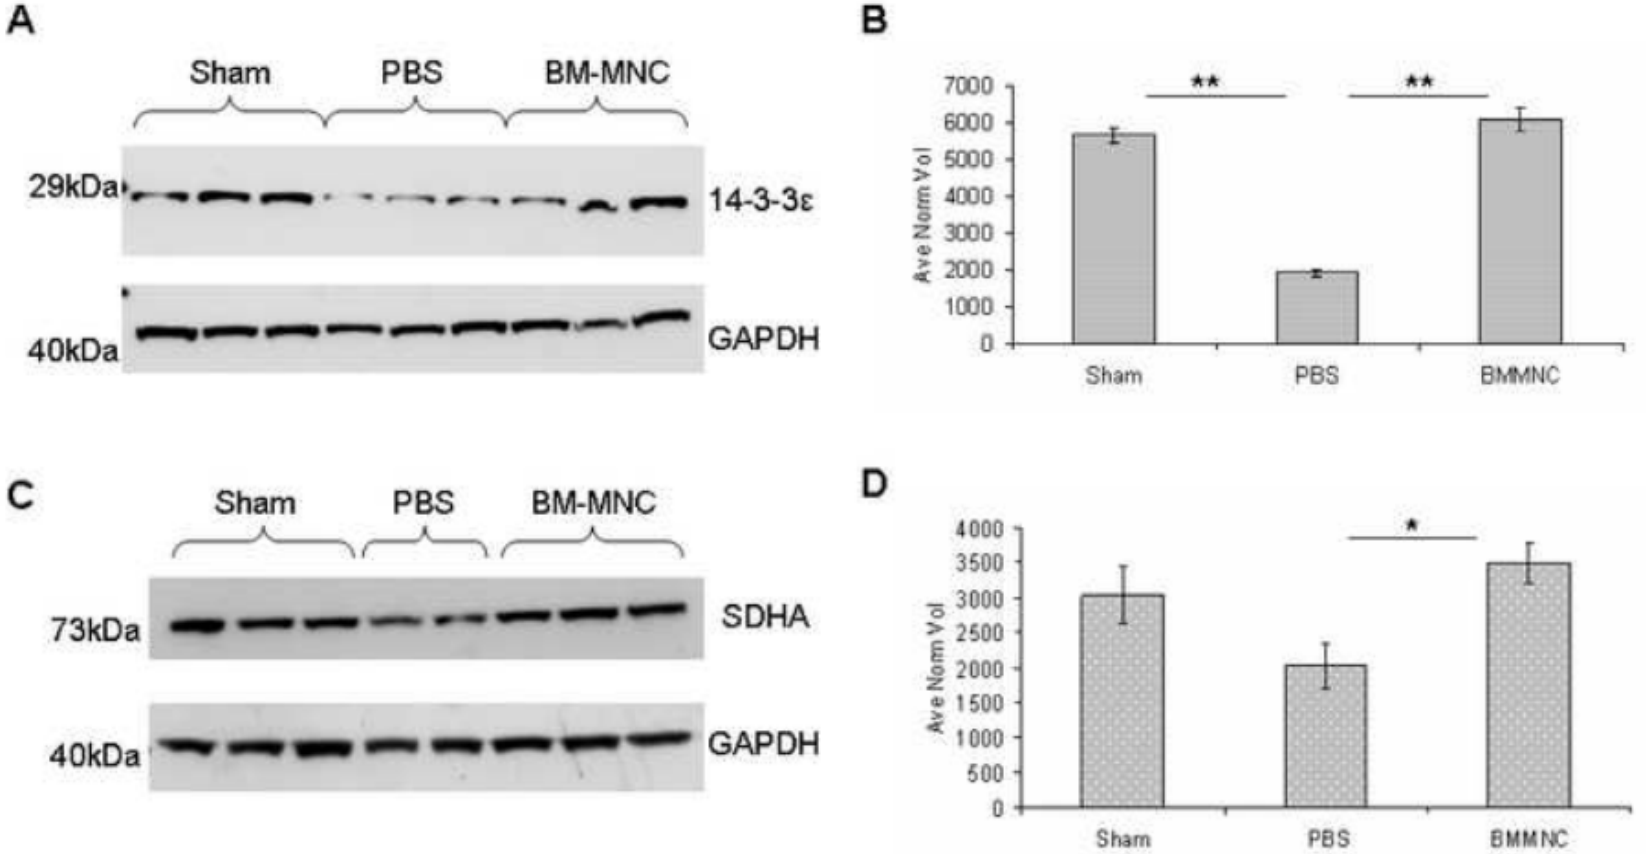 A
Sham PBS BM-MNC
29kDa
14-3-3ε
40kDa
GAPDH
B
** **
7000
6000
5000
4000
3000
2000
1000
0
Ave Norm Vol
Sham PBS BMMNC
C
Sham PBS BM-MNC
73kDa
SDHA
40kDa
GAPDH
D
*
4000
3500
3000
2500
2000
1500
1000
500
0
Ave Norm Vol
Sham PBS BMMNC